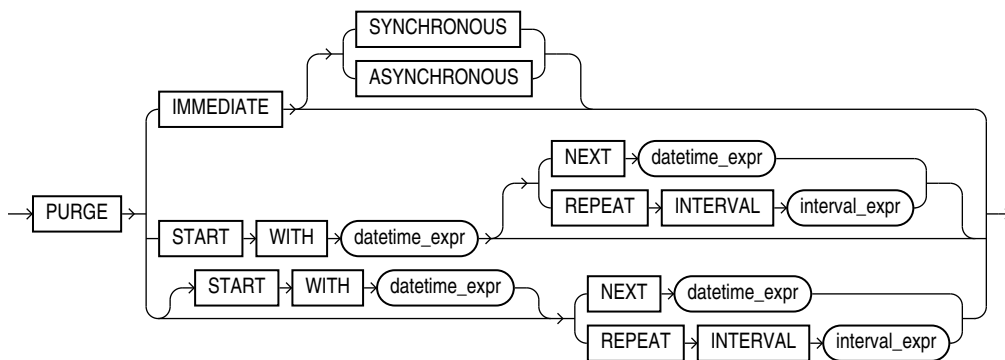 SYNCHRONOUS
ASYNCHRONOUS
IMMEDIATE
NEXT datetime_expr
REPEAT INTERVAL interval_expr
PURGE
START WITH datetime_expr
START WITH datetime_expr
NEXT datetime_expr
REPEAT INTERVAL interval_expr